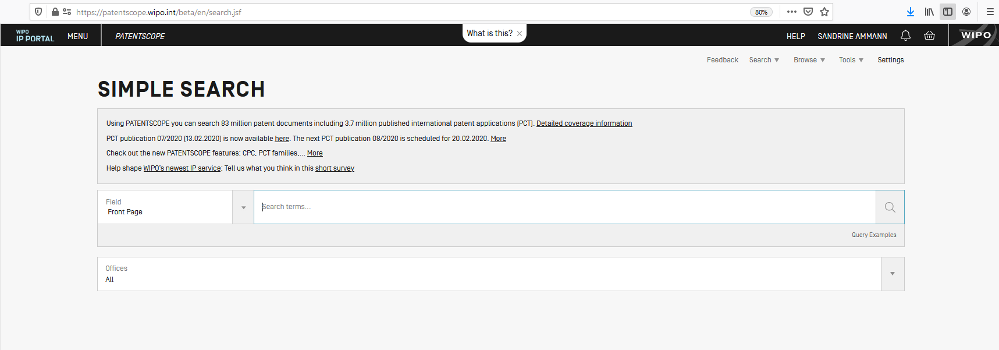 https://patentscope.wipo.int/beta/en/search.jsf
80%
WIPO
IP PORTAL
MENU
PATENTSCOPE
What is this?
HELP
SANDRINE AMMANN
WIPO
Feedback
Search
Browse
Tools
Settings
SIMPLE SEARCH
Using PATENTSCOPE you can search 83 million patent documents including 3.7 million published international patent applications (PCT). Detailed coverage information
PCT publication 07/2020 (13.02.2020) is now available here. The next PCT publication 08/2020 is scheduled for 20.02.2020. More
Check out the new PATENTSCOPE features: CPC, PCT families,... More
Help shape WIPO's newest IP service: Tell us what you think in this short survey
Field
Front Page
Search terms...
Query Examples
Offices
All